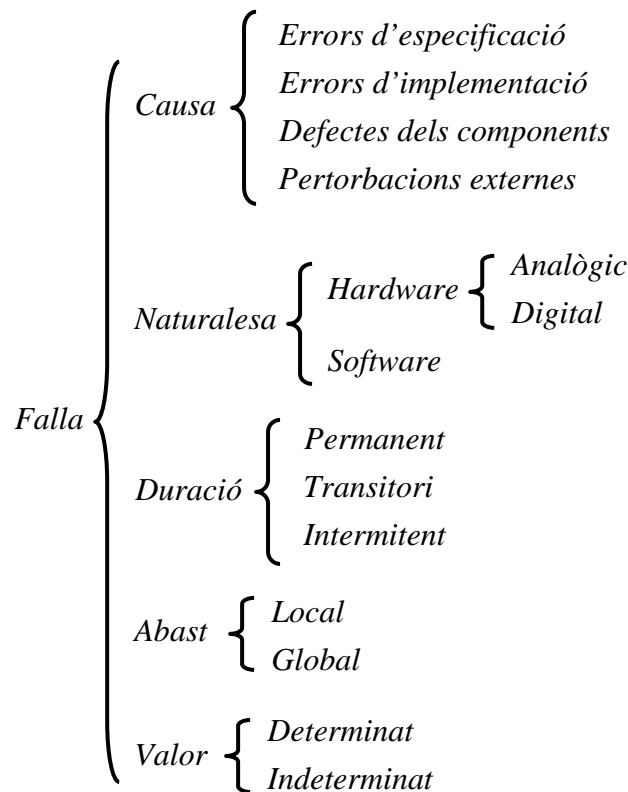 Falla
Causa
Errors d’especificació
Errors d’implementació
Defectes dels components
Pertorbacions externes
Naturalesa
Hardware
Analògic
Digital
Software
Duració
Permanent
Transitori
Intermitent
Abast
Local
Global
Valor
Determinat
Indeterminat